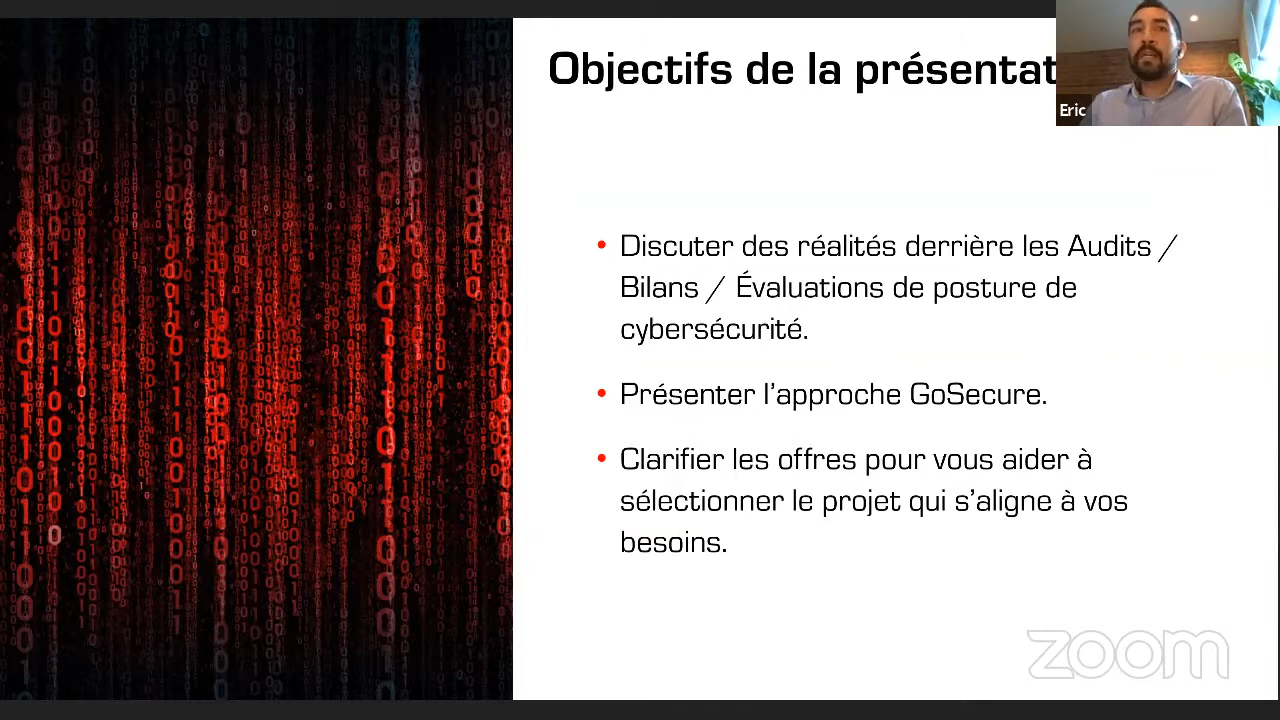 Objectifs de la présentat
Eric
• Discuter des réalités derrière les Audits /
Bilans / Évaluations de posture de
cybersécurité.
• Présenter l'approche GoSecure.
• Clarifier les offres pour vous aider à
sélectionner le projet qui s'aligne à vos
besoins.
zoom